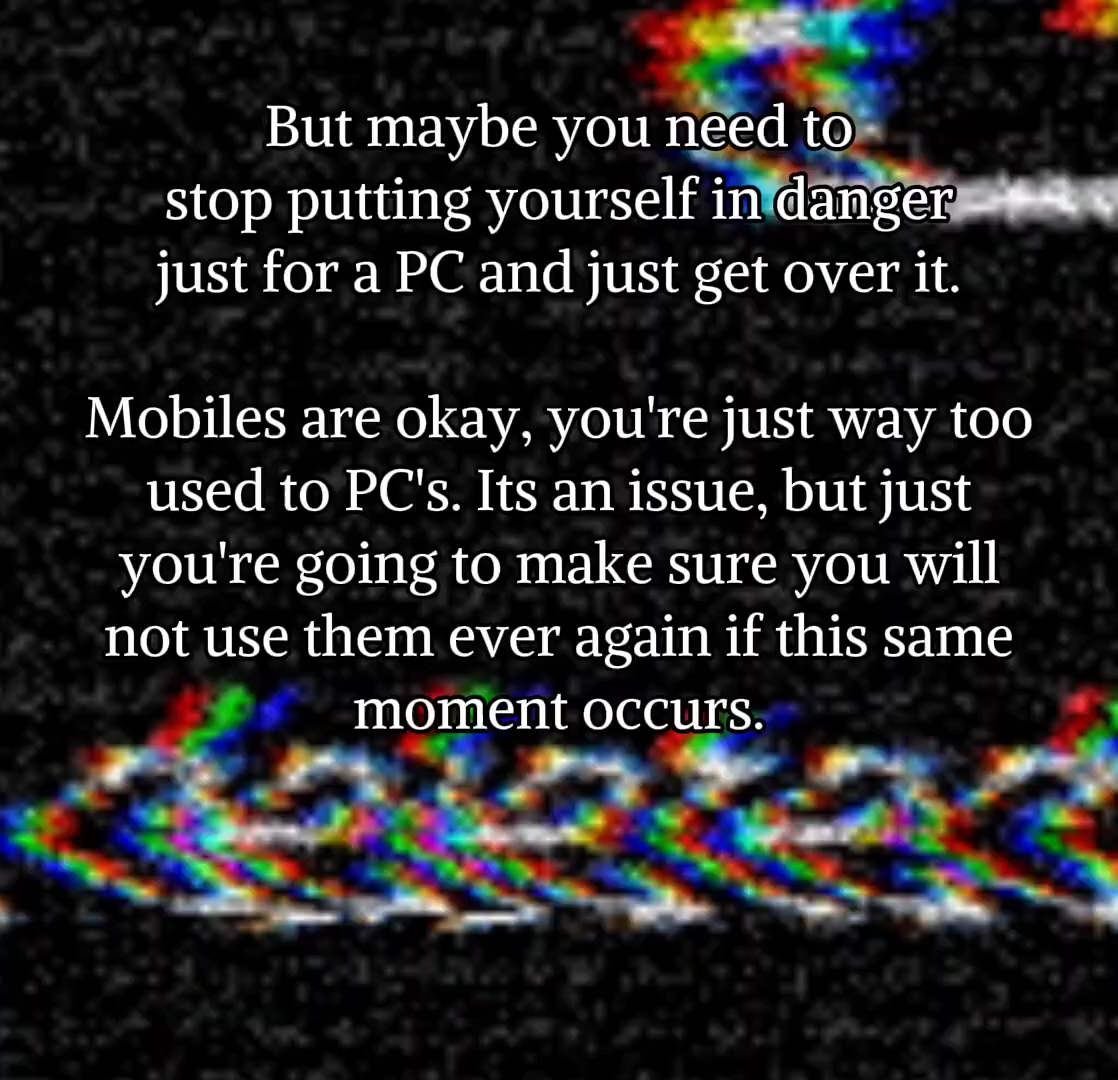 But maybe you need to
stop putting yourself in danger
just for a PC and just get over it.
Mobiles are okay, you're just way too
used to PC's. Its an issue, but just
you're going to make sure you will
not use them ever again if this same
moment occurs.